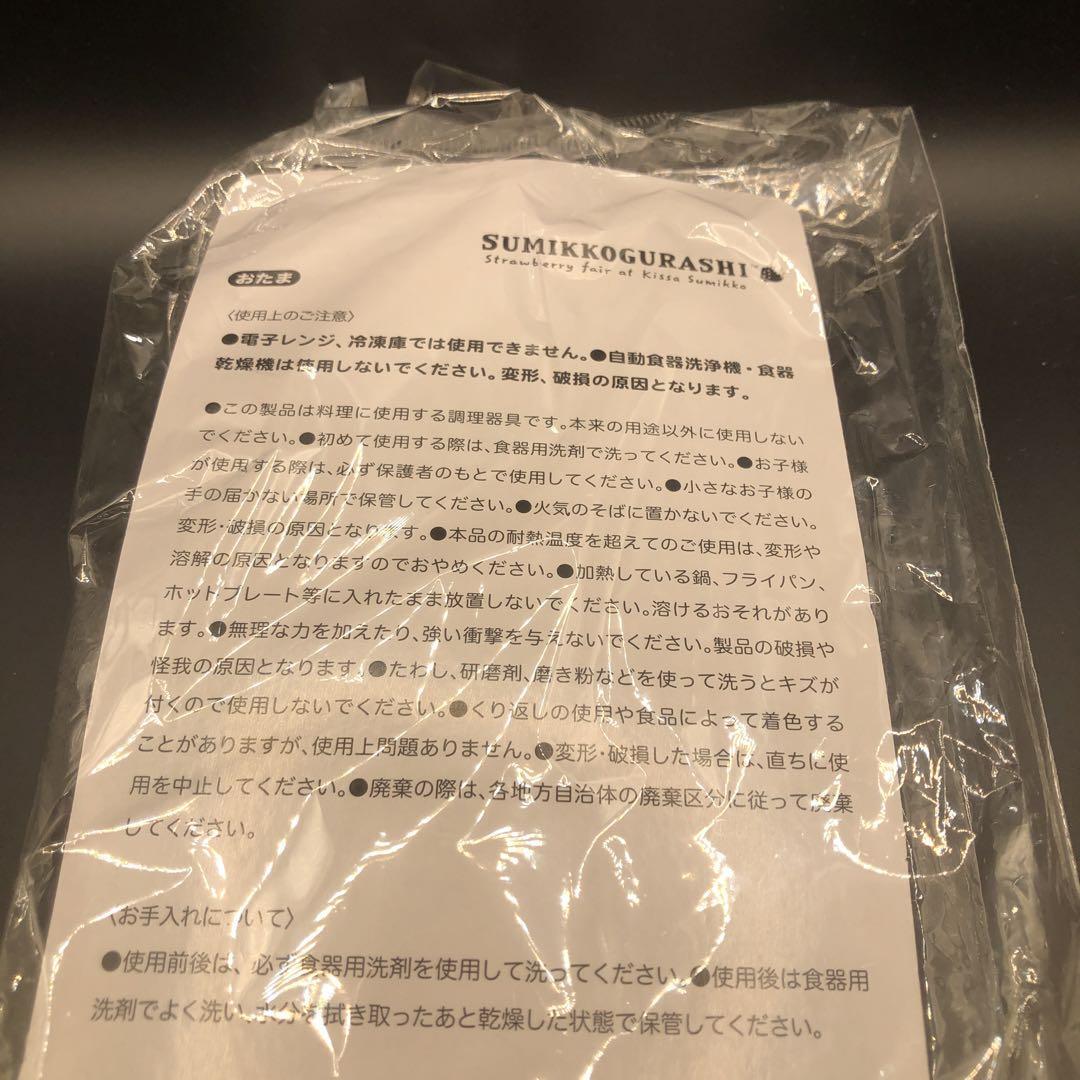 SUMIKKOGURASHI™
Strawberry fair at Kissa Sumikko
おたま
〈使用上のご注意〉
●電子レンジ、冷凍庫では使用できません。●自動食器洗浄機・食器
乾燥機は使用しないでください。変形、破損の原因となります。
●この製品は料理に使用する調理器具です。本来の用途以外に使用しない
でください。●初めて使用する際は、食器用洗剤で洗ってください。●お子様
が使用する際は、必ず保護者のもとで使用してください。●小さなお子様の
手の届かない場所で保管してください。●火気のそばに置かないでください。
変形・破損の原因となります。●本品の耐熱温度を超えてのご使用は、変形や
溶解の原因となりますのでおやめください。●加熱している鍋、フライパン、
ホットプレート等に入れたまま放置しないでください。溶けるおそれがあり
ます。●無理な力を加えたり、強い衝撃を与えないでください。製品の破損や
怪我の原因となります。●たわし、研磨剤、磨き粉などを使って洗うとキズが
付くので使用しないでください。●くり返しの使用や食品によって着色する
ことがありますが、使用上問題ありません。●変形・破損した場合は、直ちに使
用を中止してください。●廃棄の際は、各地方自治体の廃棄区分に従って廃棄
してください。
〈お手入れについて〉
●使用前後は、必ず食器用洗剤を使用して洗ってください。●使用後は食器用
洗剤でよく洗い、水分を拭き取ったあと乾燥した状態で保管してください。